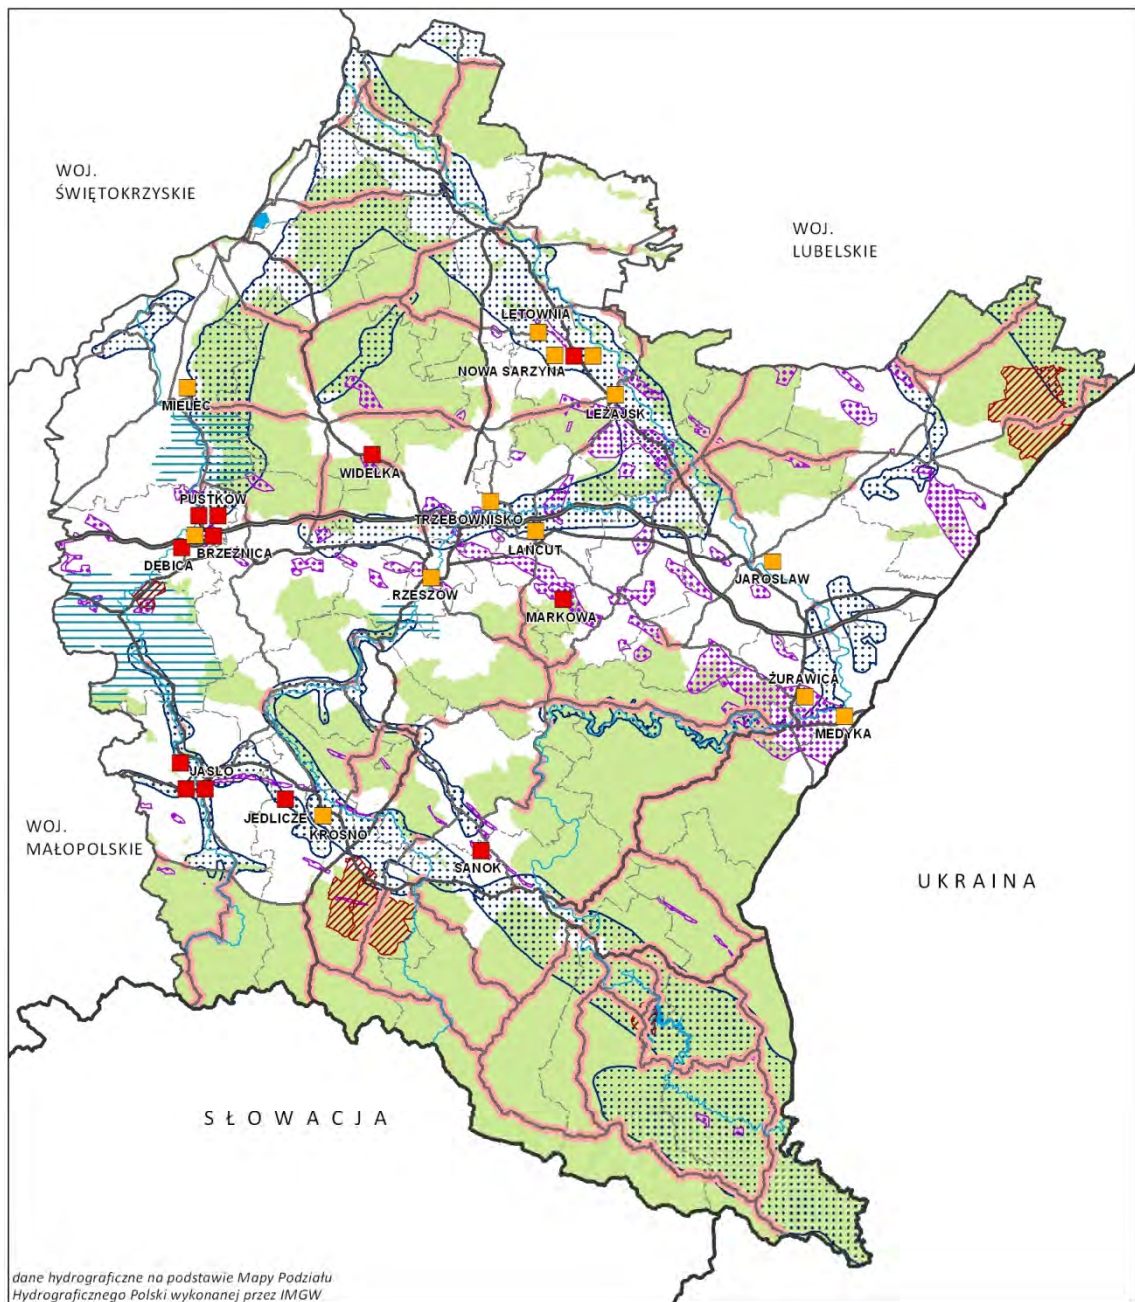 WOJ.
ŚWIĘTOKRZYSKIE
WOJ.
LUBELSKIE
ŁETOWNIA
NOWA SARZYNA
MIELEC
LEŻAJSK
WIDEŁKA
PUSTKÓW
TRZEBOWNISKO
BRZEŹNICA
ŁAŃCUT
DĘBICA
JAROSŁAW
RZESZÓW
MARKOWA
ŻURAWICA
MEDYKA
JASŁO
JEDLICZE
KROSNO
WOJ.
MAŁOPOLSKIE
SANOK
UKRAINA
SŁOWACJA
dane hydrograficzne na podstawie Mapy Podziału
Hydrograficznego Polski wykonanej przez IMGW